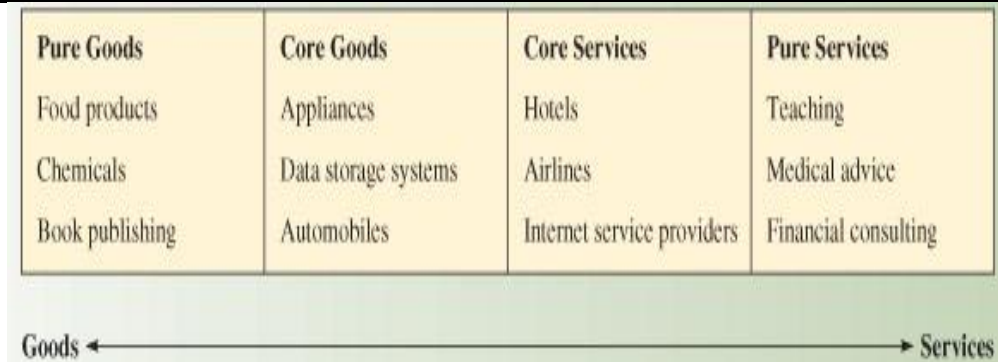 Pure Goods
Food products
Chemicals
Book publishing
Core Goods
Appliances
Data storage systems
Automobiles
Core Services
Hotels
Airlines
Internet service providers
Pure Services
Teaching
Medical advice
Financial consulting
Goods Services